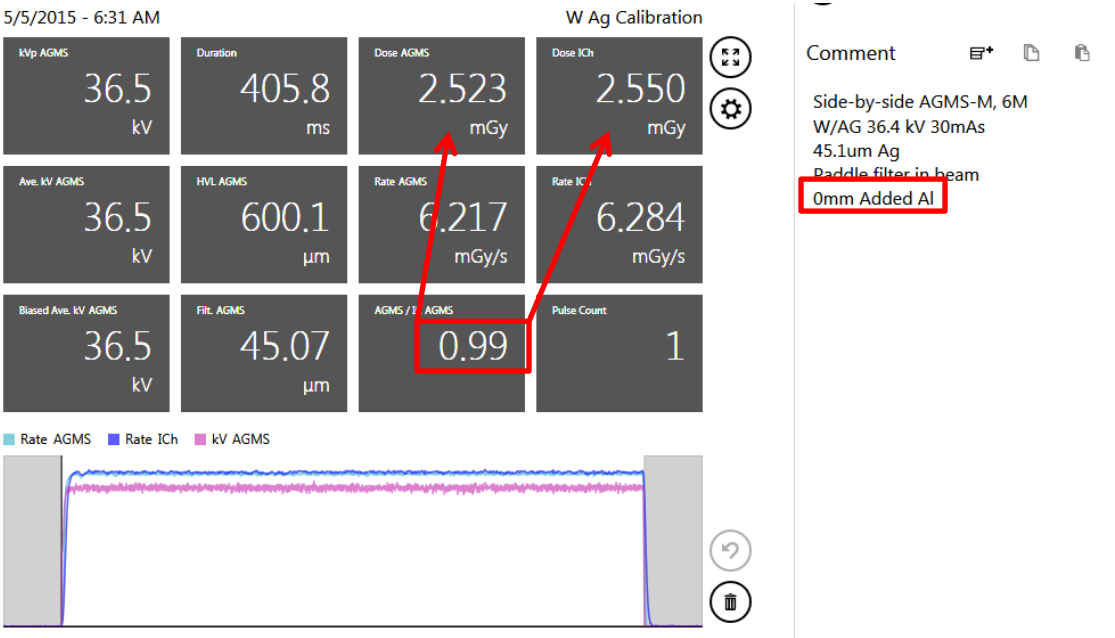 5/5/2015 - 6:31 AM
W Ag Calibration
kVp AGMS
36.5
kV
Duration
405.8
ms
Dose AGMS
2.523
mGy
Dose ICh
2.550
mGy
Ave. kV AGMS
36.5
kV
HVL AGMS
600.1
µm
Rate AGMS
6.217
mGy/s
Rate ICh
6.284
mGy/s
Biased Ave. kV AGMS
36.5
kV
Filt. AGMS
45.07
µm
AGMS / AGMS
0.99
Pulse Count
1
Rate AGMS
Rate ICh
kV AGMS
Comment
Side-by-side AGMS-M, 6M
W/AG 36.4 kV 30mAs
45.1um Ag
Paddle filter in beam
0mm Added Al